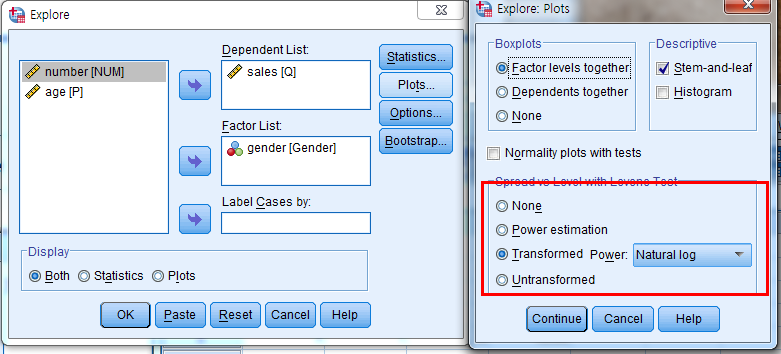 Explore
number [NUM]
age [P]
Dependent List:
sales [Q]
Factor List:
gender [Gender]
Label Cases by:
Statistics...
Plots...
Options...
Bootstrap...
Display
Both
Statistics
Plots
OK
Paste
Reset
Cancel
Help
Explore: Plots
Boxplots
Factor levels together
Dependents together
None
Descriptive
Stem-and-leaf
Histogram
Normality plots with tests
Spread vs Level with Levene Test
None
Power estimation
Transformed Power: Natural log
Untransformed
Continue
Cancel
Help